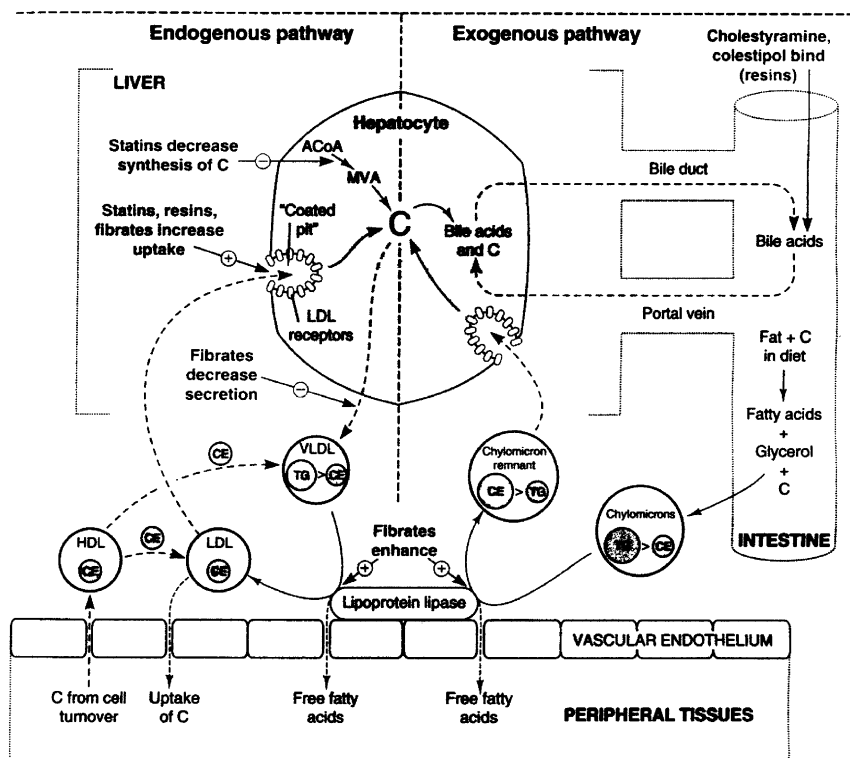 Endogenous pathway
Exogenous pathway
Cholestyramine,
colestipol bind
(resins)
LIVER
Hepatocyte
Statins decrease
synthesis of C
−
ACoA
MVA
Bile duct
Statins, resins,
fibrates increase
uptake
+
"Coated
pit"
C
Bile acids
and C
Bile acids
LDL
receptors
Portal vein
Fibrates
decrease
secretion
−
Fat + C
in diet
Fatty acids
+
Glycerol
+
C
CE
VLDL
TG > CE
Chylomicron
remnant
CE > TG
Chylomicrons
TG > CE
INTESTINE
HDL
CE
CE
LDL
CE
Fibrates
enhance
+
+
Lipoprotein lipase
VASCULAR ENDOTHELIUM
C from cell
turnover
Uptake
of C
Free fatty
acids
Free fatty
acids
PERIPHERAL TISSUES